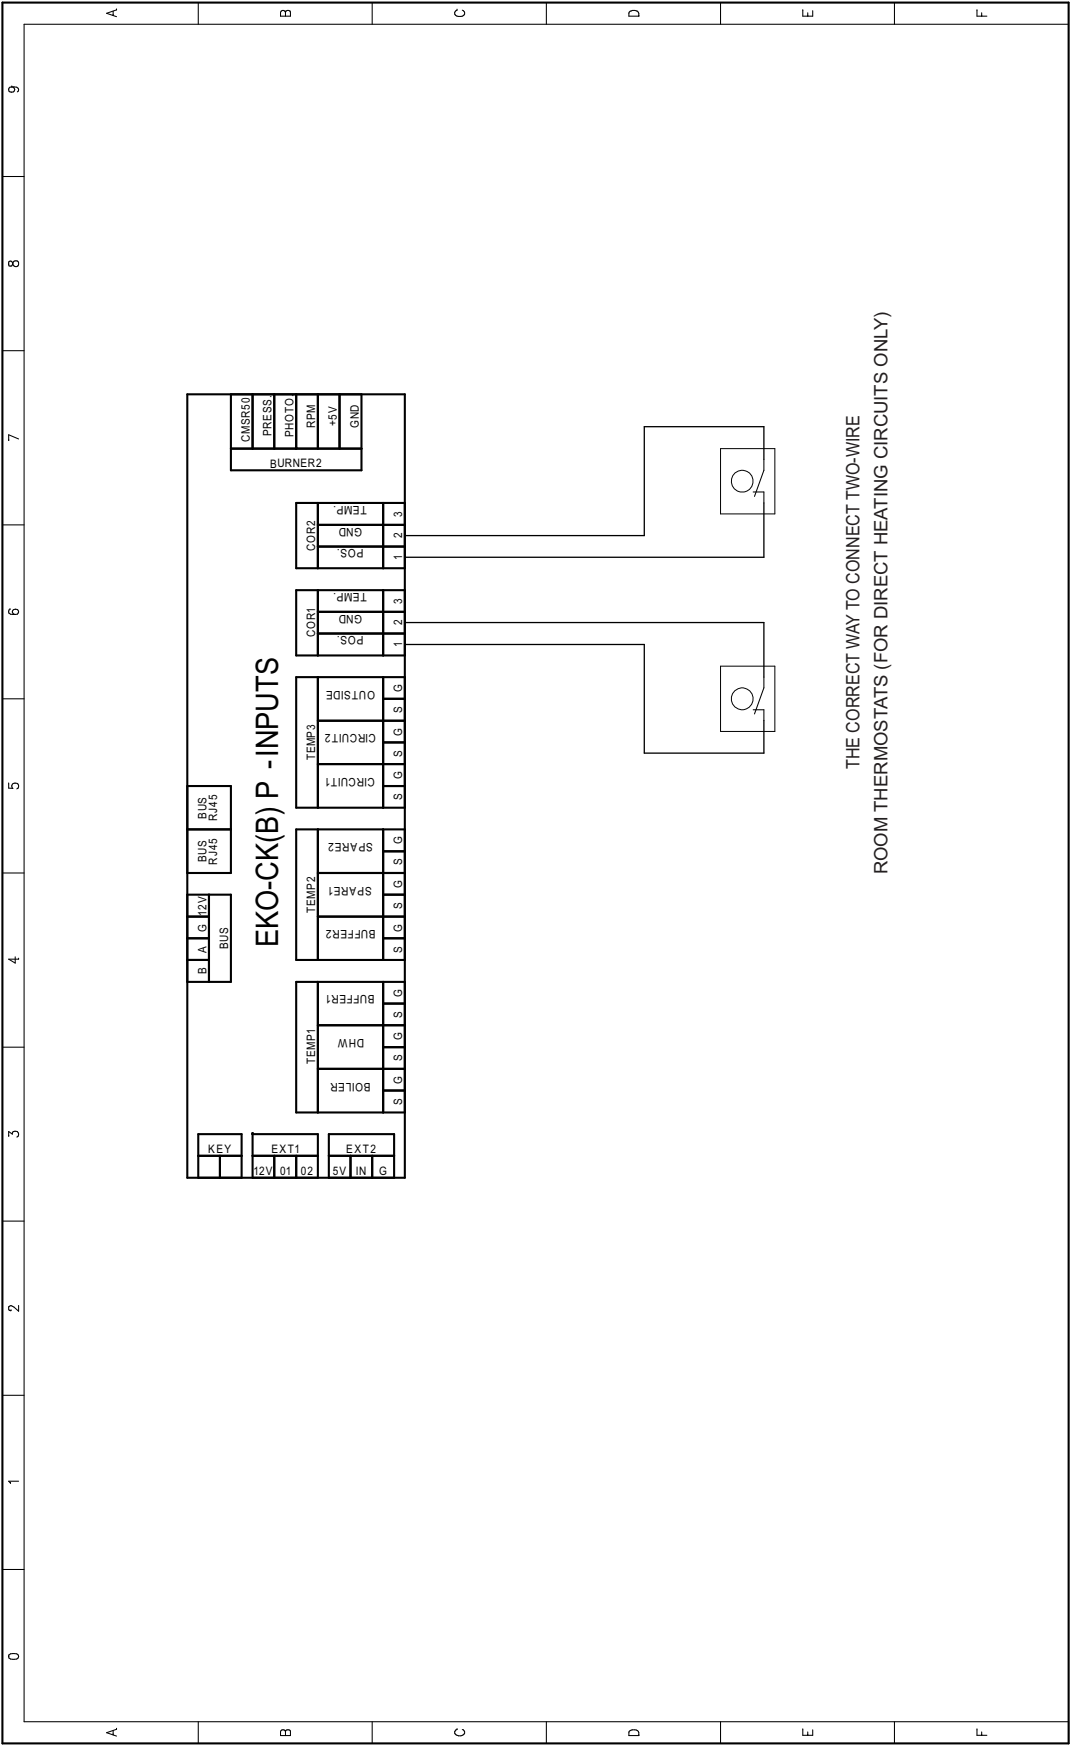 0
1
2
3
4
5
6
7
8
9
A
B
C
D
E
F
A
B
C
D
E
F
EKO-CK(B) P -INPUTS
KEY
EXT1
12V
01
02
EXT2
5V
IN
G
BUS
B
A
G
12V
BUS
RJ45
BUS
RJ45
TEMP1
BOILER
DHW
BUFFER1
S
G
S
G
S
G
TEMP2
BUFFER2
SPARE1
SPARE2
S
G
S
G
S
G
TEMP3
CIRCUIT1
CIRCUIT2
OUTSIDE
S
G
S
G
S
G
COR1
POS.
GND
TEMP.
1
2
3
COR2
POS.
GND
TEMP.
1
2
3
BURNER2
CMSR50
PRESS.
PHOTO
RPM
+5V
GND
THE CORRECT WAY TO CONNECT TWO-WIRE
ROOM THERMOSTATS (FOR DIRECT HEATING CIRCUITS ONLY)